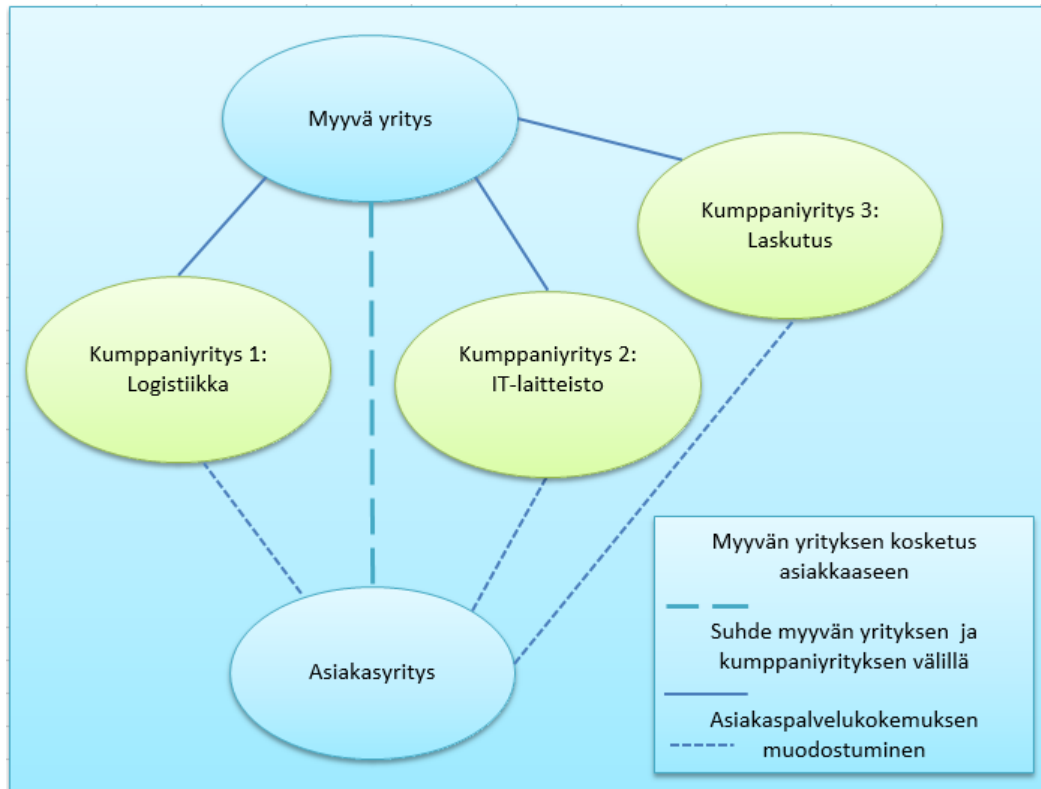 Myyvä yritys
Kumppaniyritys 3:
Laskutus
Kumppaniyritys 1:
Logistiikka
Kumppaniyritys 2:
IT-laitteisto
Asiakasyritys
Myyvän yrityksen kosketus
asiakkaaseen
Suhde myyvän yrityksen ja
kumppaniyrityksen välillä
Asiakaspalvelukokemuksen
muodostuminen